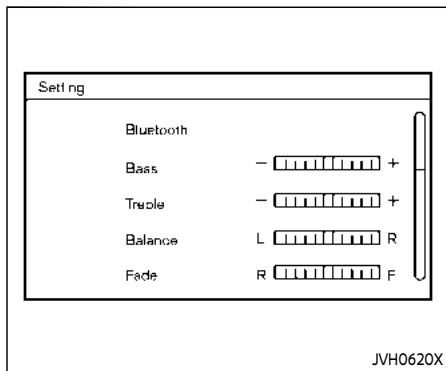 Setting
Bluetooth
Bass - +
Treble - +
Balance L R
Fade R F
JVH0620X